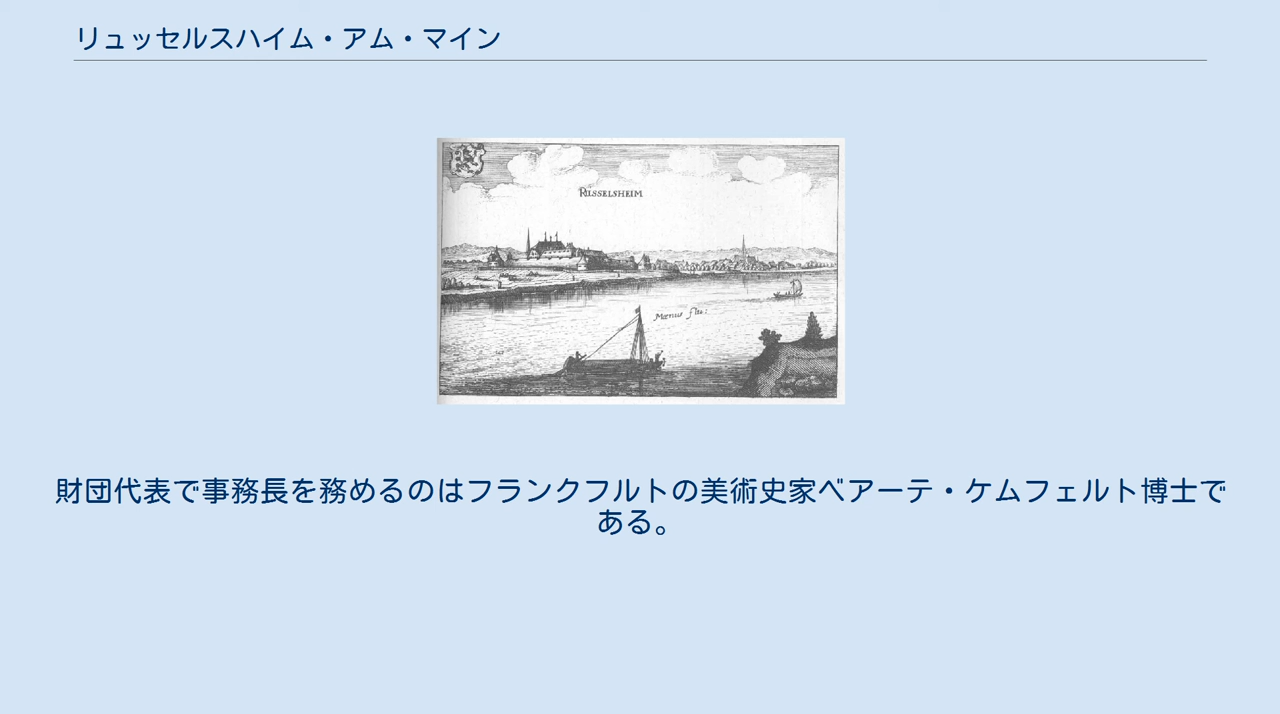 リュッセルスハイム・アム・マイン
RUSSELSHEIM
Mœnus flu:
財団代表で事務長を務めるのはフランクフルトの美術史家ベアーテ・ケムフェルト博士で
ある。